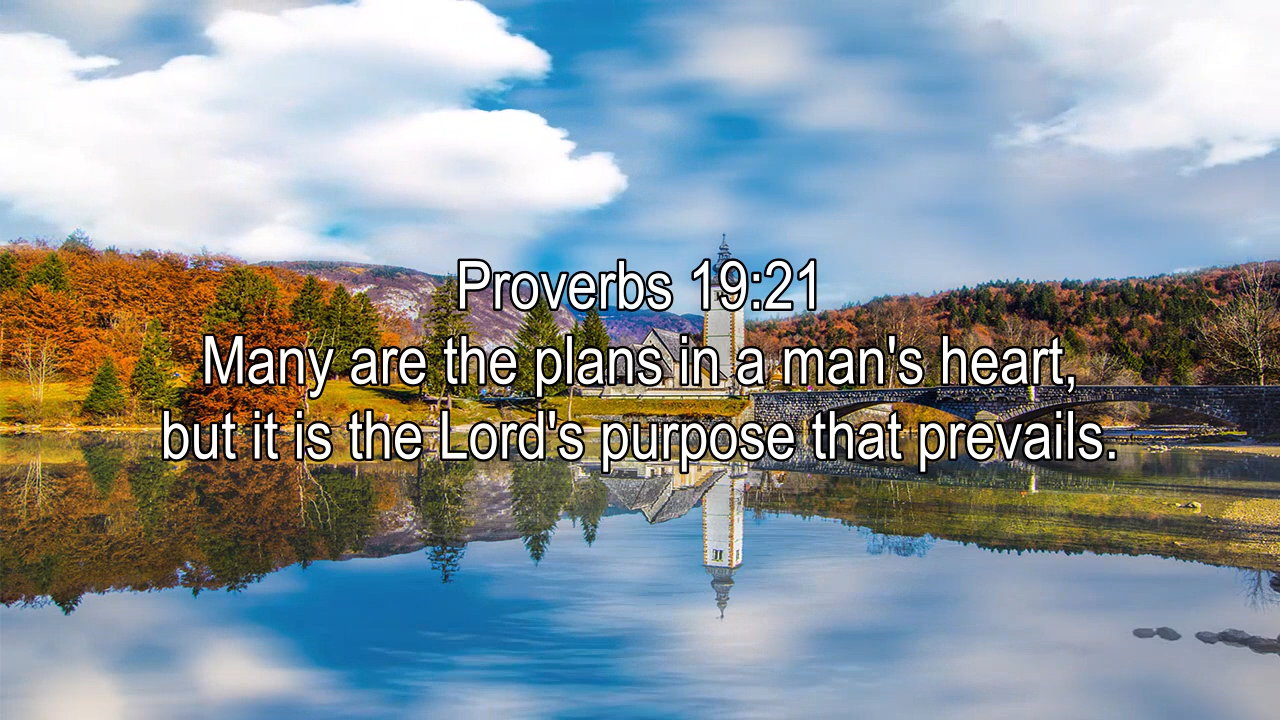 Proverbs 19:21
Many are the plans in a man's heart,
but it is the Lord's purpose that prevails.